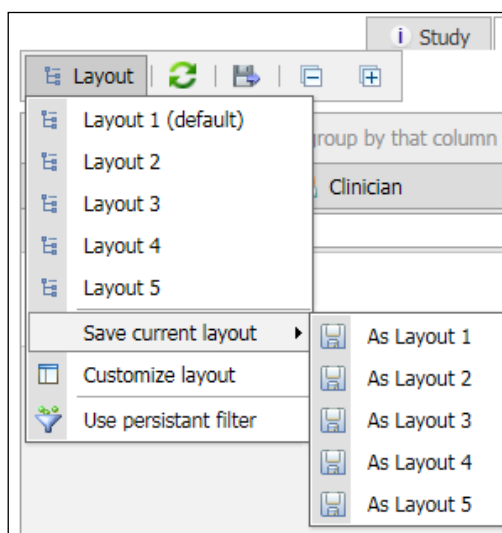 Study
Layout
Layout 1 (default)
Layout 2
Layout 3
Layout 4
Layout 5
Save current layout
Customize layout
Use persistant filter
group by that column
Clinician
As Layout 1
As Layout 2
As Layout 3
As Layout 4
As Layout 5